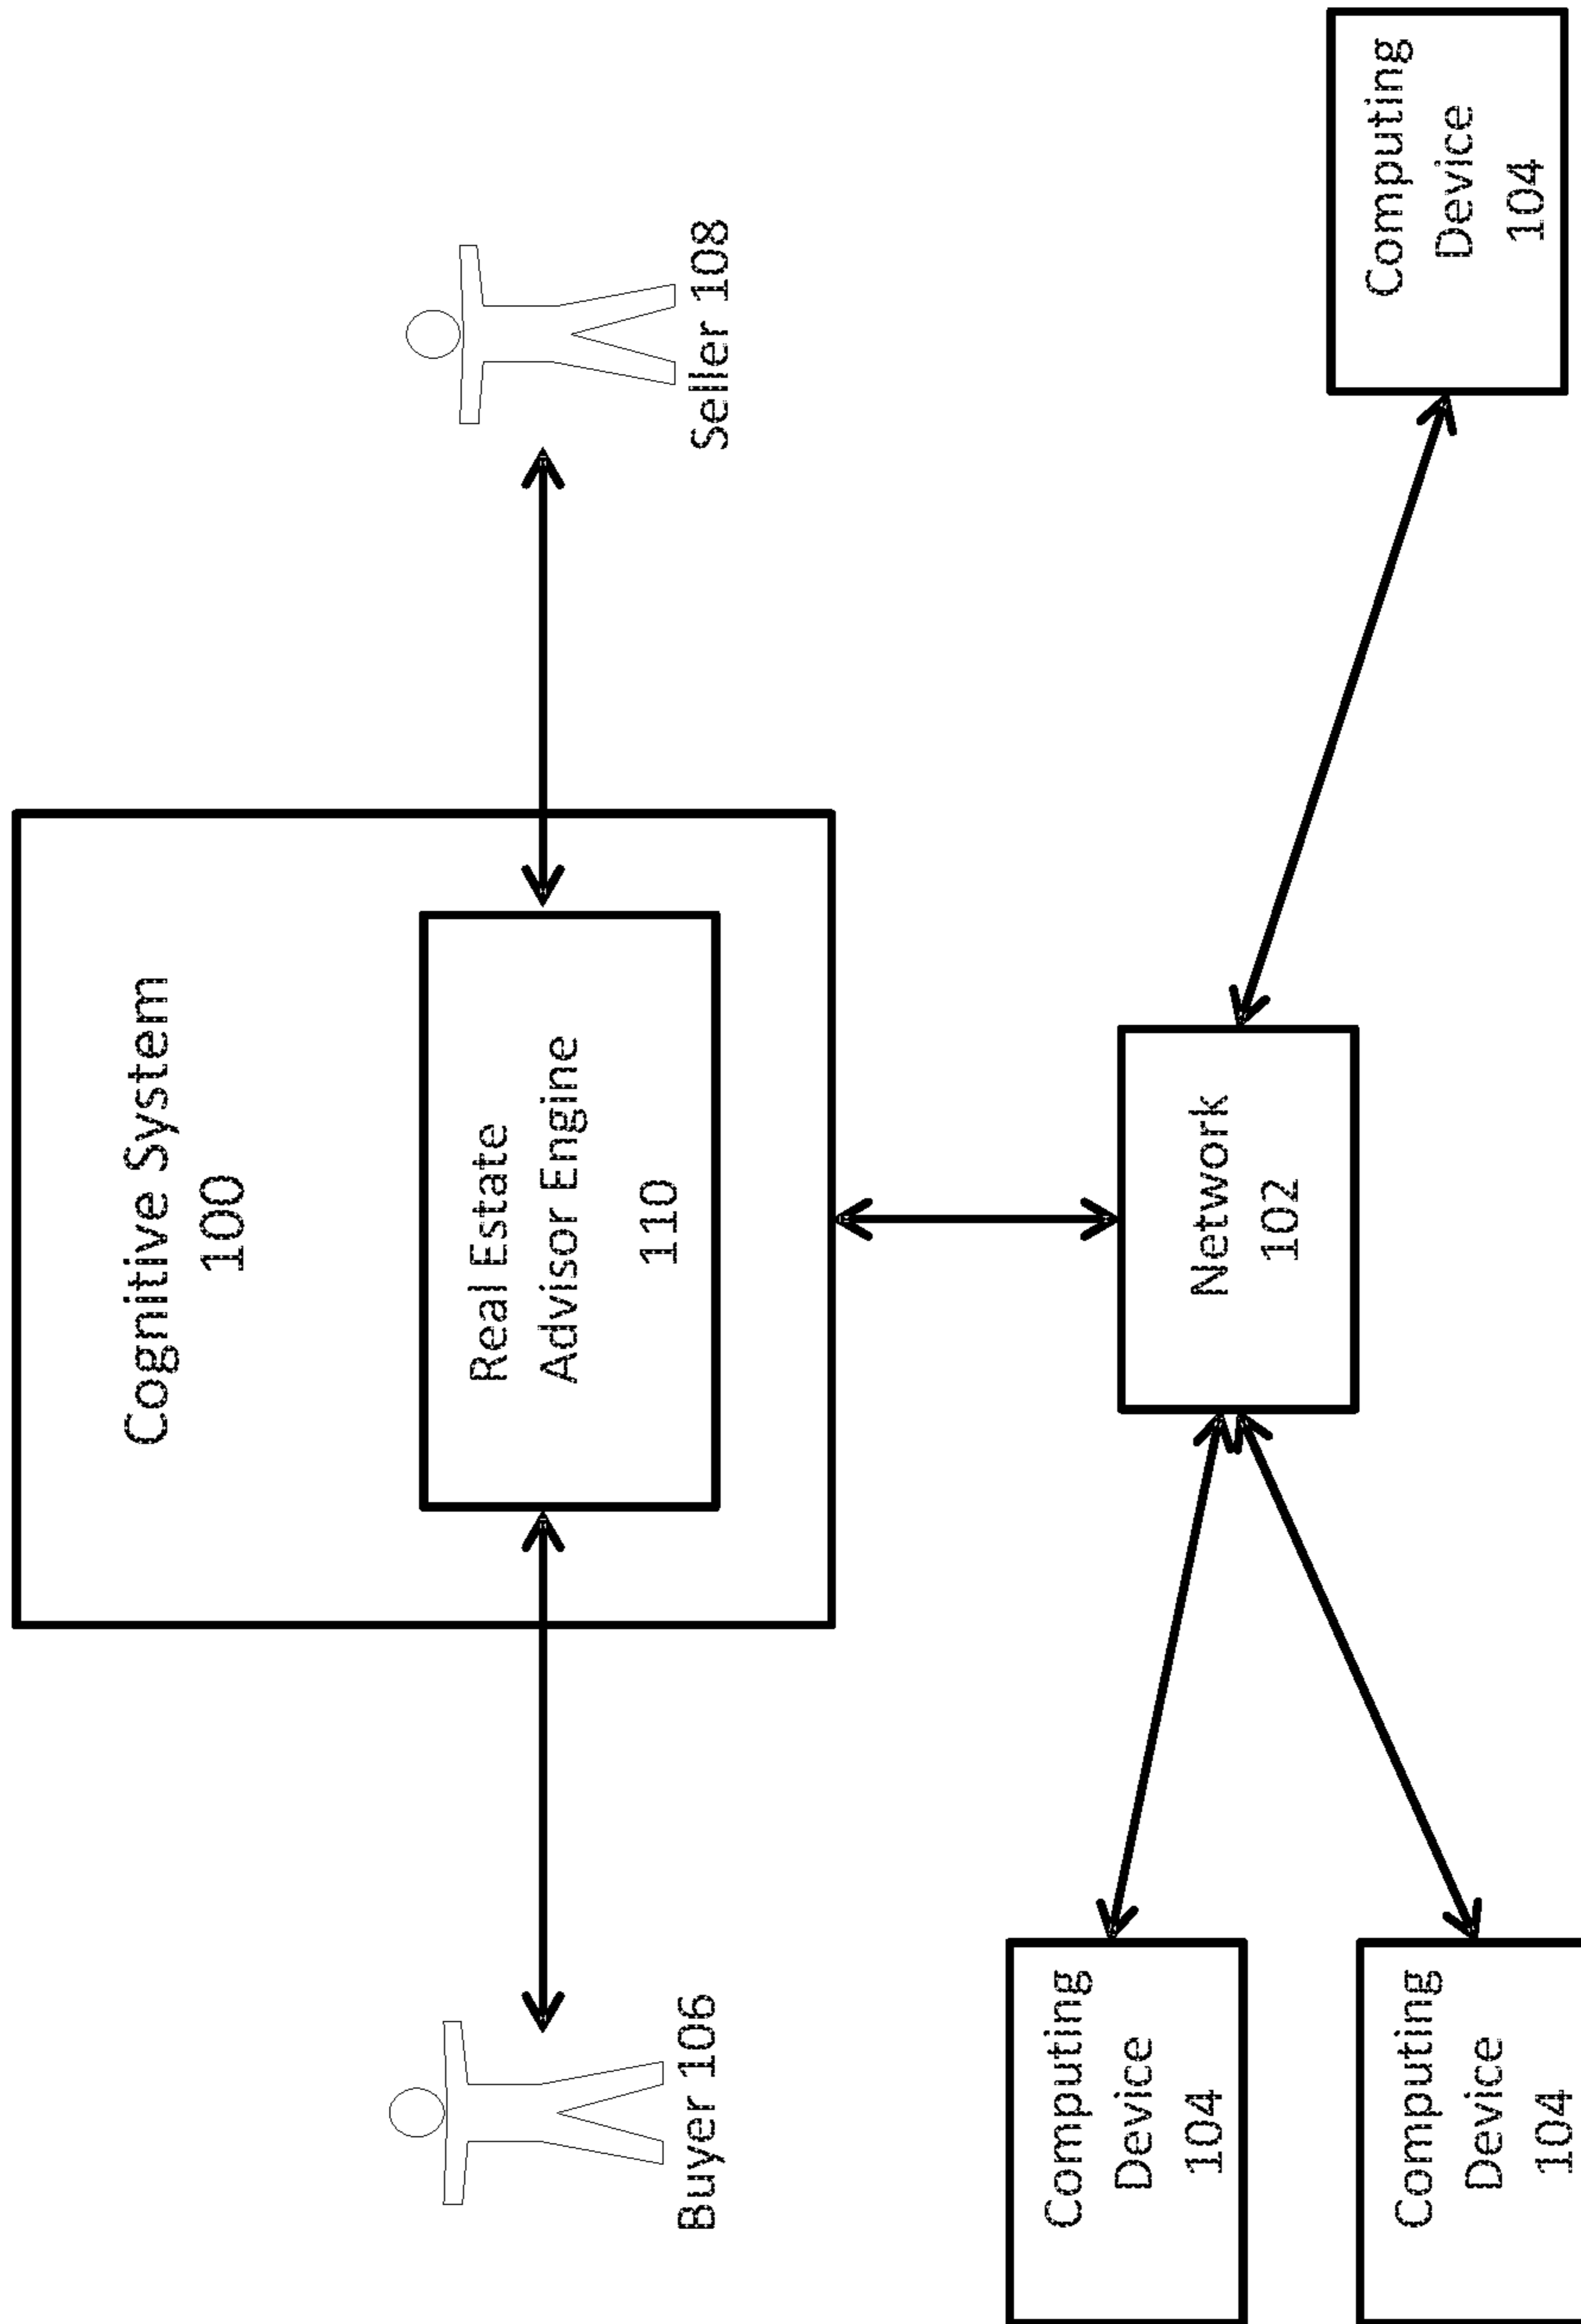 Cognitive System
100
Real Estate
Advisor Engine
110
Buyer 106
Seller 108
Network
102
Computing
Device
104
Computing
Device
104
Computing
Device
104